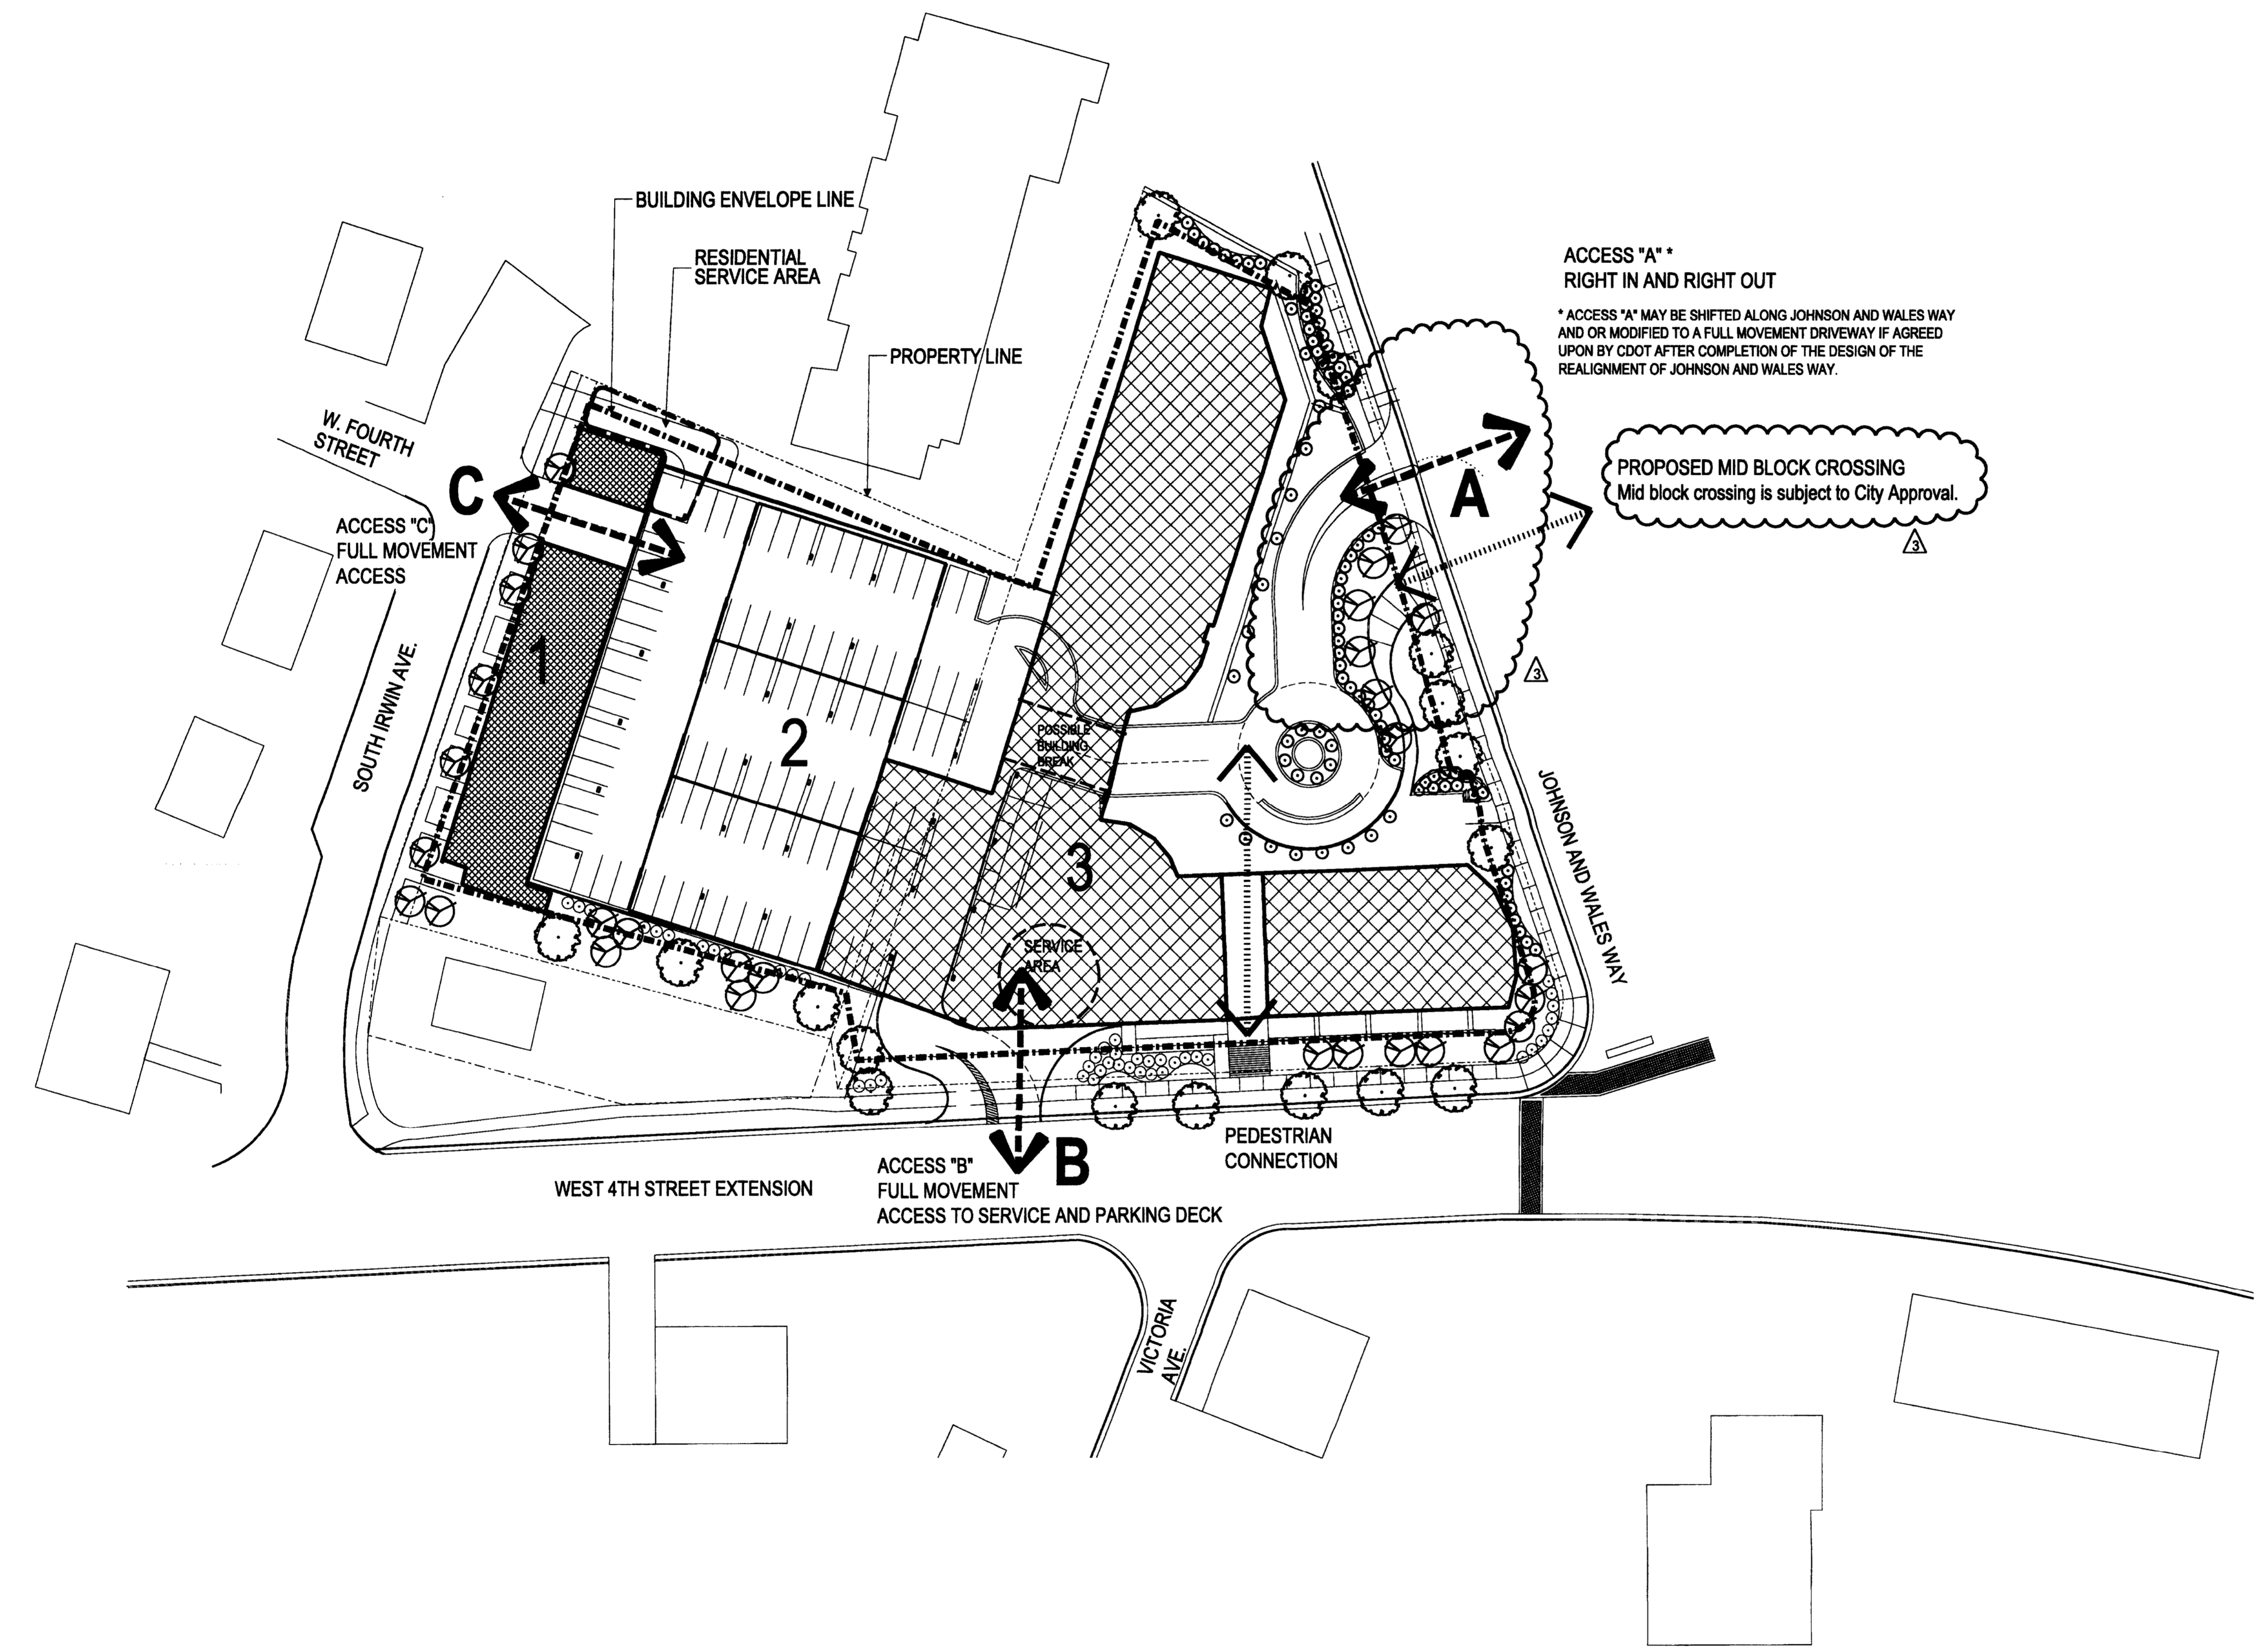 BUILDING ENVELOPE LINE
RESIDENTIAL
SERVICE AREA
PROPERTY LINE
ACCESS "A" *
RIGHT IN AND RIGHT OUT
* ACCESS "A" MAY BE SHIFTED ALONG JOHNSON AND WALES WAY
AND OR MODIFIED TO A FULL MOVEMENT DRIVEWAY IF AGREED
UPON BY CDOT AFTER COMPLETION OF THE DESIGN OF THE
REALIGNMENT OF JOHNSON AND WALES WAY.
PROPOSED MID BLOCK CROSSING
Mid block crossing is subject to City Approval.
3
A
W. FOURTH
STREET
C
ACCESS "C"
FULL MOVEMENT
ACCESS
1
2
3
3
SOUTH IRWIN AVE.
POSSIBLE
BUILDING
BREAK
SERVICE
AREA
JOHNSON AND WALES WAY
B
ACCESS "B"
FULL MOVEMENT
ACCESS TO SERVICE AND PARKING DECK
PEDESTRIAN
CONNECTION
WEST 4TH STREET EXTENSION
VICTORIA
AVE.